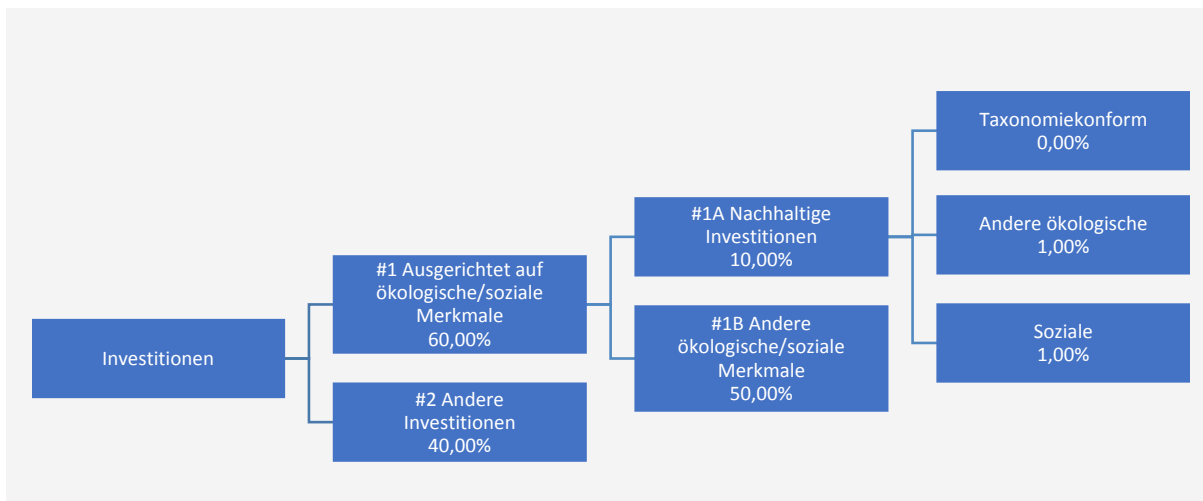 Investitionen
#1 Ausgerichtet auf
ökologische/soziale
Merkmale
60,00%
#2 Andere
Investitionen
40,00%
#1A Nachhaltige
Investitionen
10,00%
#1B Andere
ökologische/soziale
Merkmale
50,00%
Taxonomiekonform
0,00%
Andere ökologische
1,00%
Soziale
1,00%